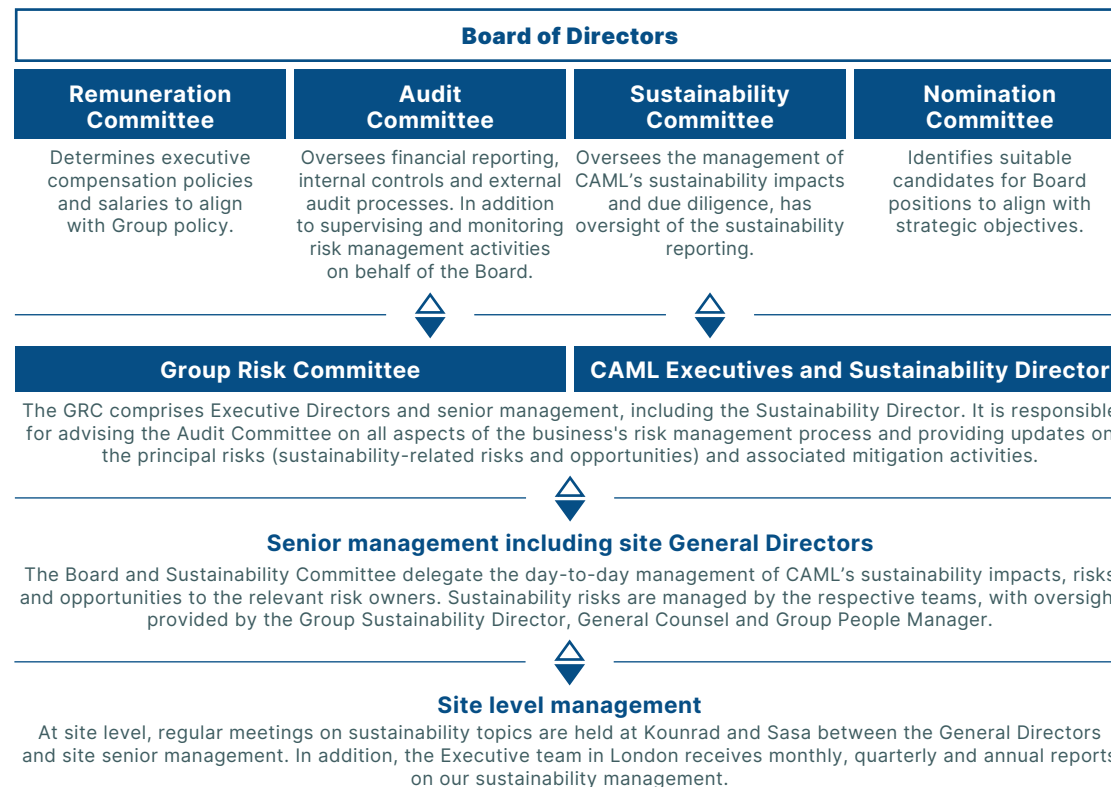 Board of Directors
Remuneration
Committee
Determines executive
compensation policies
and salaries to align
with Group policy.
Audit
Committee
Oversees financial reporting,
internal controls and external
audit processes. In addition
to supervising and monitoring
risk management activities
on behalf of the Board.
Sustainability
Committee
Oversees the management of
CAML’s sustainability impacts
and due diligence, has
oversight of the sustainability
reporting.
Nomination
Committee
Identifies suitable
candidates for Board
positions to align with
strategic objectives.
Group Risk Committee
CAML Executives and Sustainability Director
The GRC comprises Executive Directors and senior management, including the Sustainability Director. It is responsible
for advising the Audit Committee on all aspects of the business's risk management process and providing updates on
the principal risks (sustainability-related risks and opportunities) and associated mitigation activities.
Senior management including site General Directors
The Board and Sustainability Committee delegate the day-to-day management of CAML’s sustainability impacts, risks
and opportunities to the relevant risk owners. Sustainability risks are managed by the respective teams, with oversigh
provided by the Group Sustainability Director, General Counsel and Group People Manager.
Site level management
At site level, regular meetings on sustainability topics are held at Kounrad and Sasa between the General Directors
and site senior management. In addition, the Executive team in London receives monthly, quarterly and annual reports
on our sustainability management.